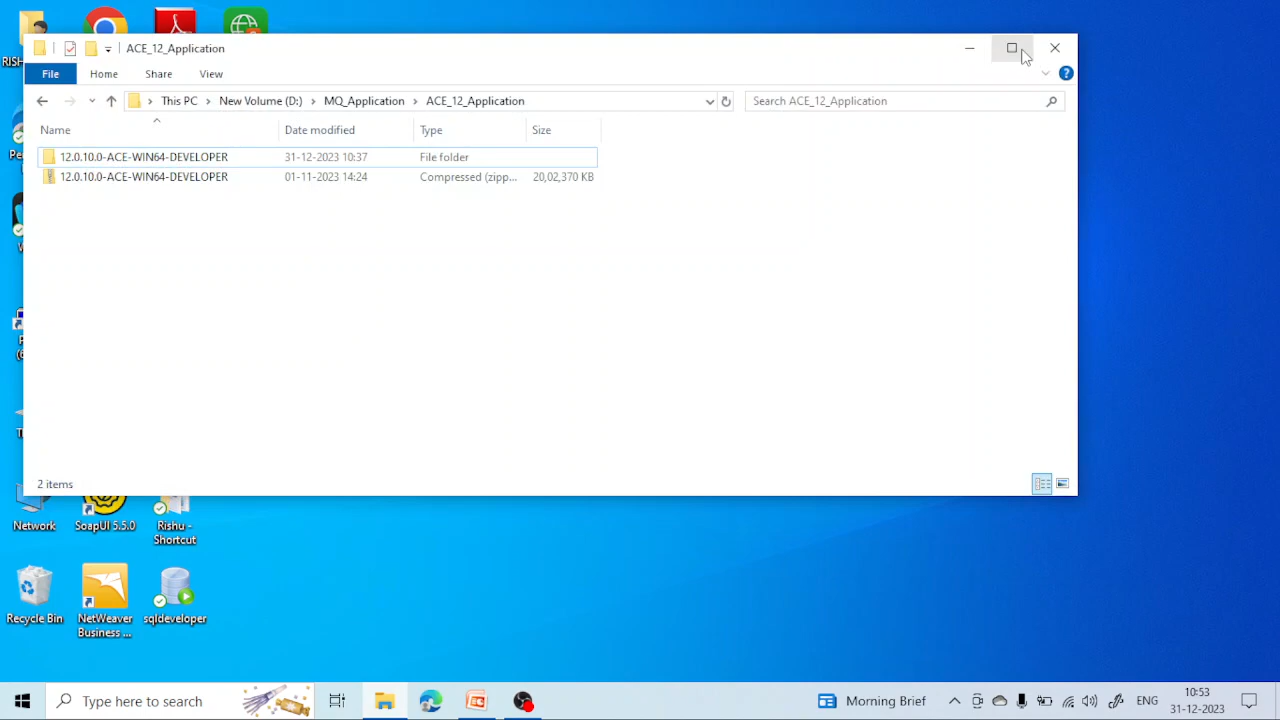 ACE_12_Application
File Home Share View
This PC New Volume (D:) MQ_Application ACE_12_Application
Search ACE_12_Application
Name Date modified Type Size
12.0.10.0-ACE-WIN64-DEVELOPER 31-12-2023 10:37 File folder
12.0.10.0-ACE-WIN64-DEVELOPER 01-11-2023 14:24 Compressed (zipp... 20,02,370 KB
2 items
Network
SoapUI 5.5.0
Rishu -
Shortcut
Recycle Bin
NetWeaver
Business ...
sqldeveloper
Type here to search
Morning Brief
ENG
10:53
31-12-2023